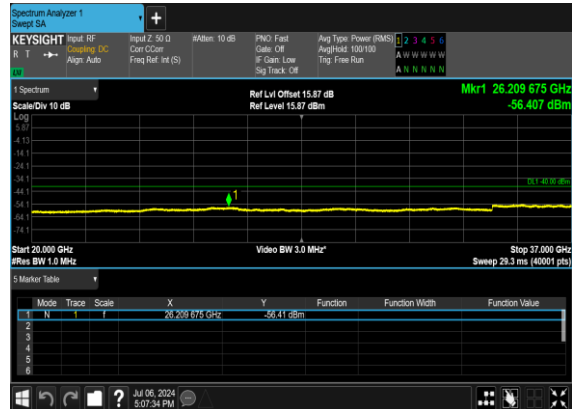 Spectrum Analyzer 1
Swept SA
+
KEYSIGHT Input: RF Input Z: 50 Ω #Atten: 10 dB PNO: Fast Avg Type: Power (RMS) 1 2 3 4 5 6
R T Coupling: DC Corr CCorr Gate: Off Avg|Hold: 100/100 A W W W W W
Align: Auto Freq Ref: Int (S) IF Gain: Low Trig: Free Run
Sig Track: Off A N N N N N
1 Spectrum Ref Lvl Offset 15.87 dB Mkr1 26.209 675 GHz
Scale/Div 10 dB Ref Level 15.87 dBm -56.407 dBm
Log
5.87
-4.13
-14.1
-24.1
-34.1
DL1 -40.00 dBm
-44.1
1
-54.1
-64.1
-74.1
Start 20.000 GHz Video BW 3.0 MHz* Stop 37.000 GHz
#Res BW 1.0 MHz Sweep 29.3 ms (40001 pts)
5 Marker Table
Mode Trace Scale X Y Function Function Width Function Value
1 N 1 f 26.209 675 GHz -56.41 dBm
2
3
4
5
6
? Jul 06, 2024
5:07:34 PM